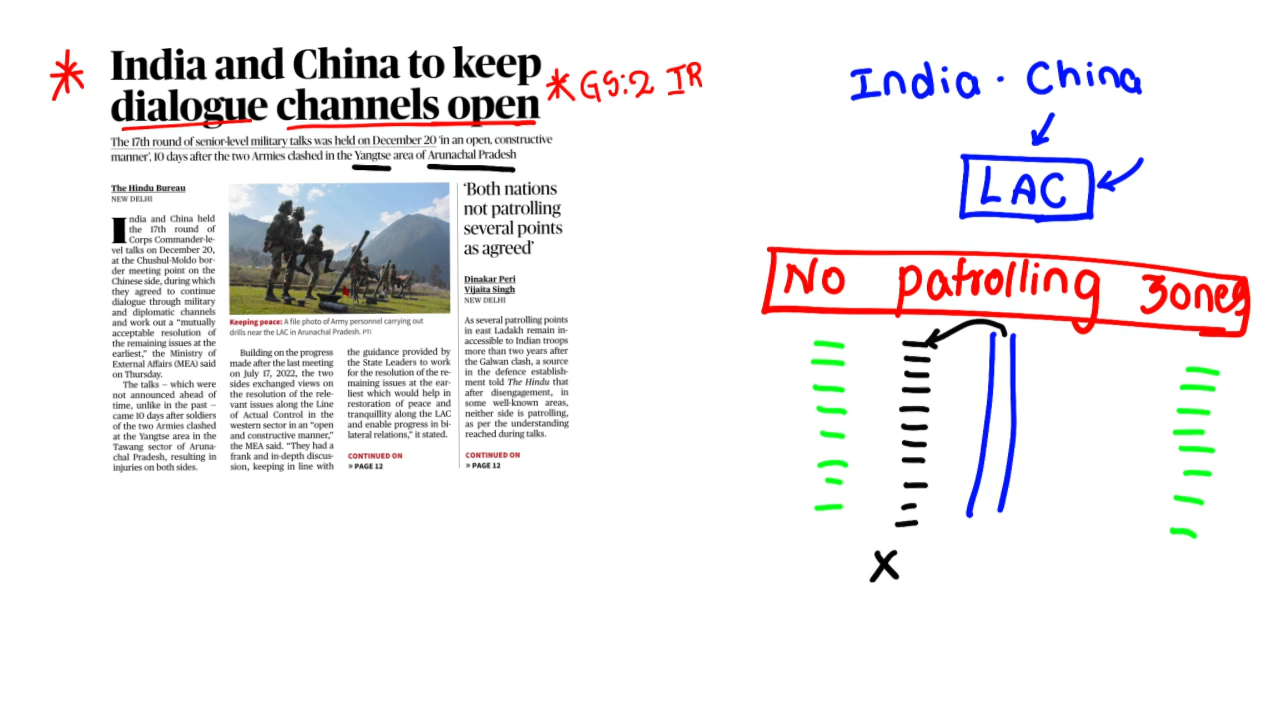 India and China to keep
dialogue channels open
* GS:2 IR
The 17th round of senior-level military talks was held on December 20 ‘in an open, constructive
manner’, 10 days after the two Armies clashed in the Yangtse area of Arunachal Pradesh
The Hindu Bureau
NEW DELHI
India and China held
the 17th round of
Corps Commander-le-
vel talks on December 20,
at the Chushul-Moldo bor-
der meeting point on the
Chinese side, during which
they agreed to continue
dialogue through military
and diplomatic channels
and work out a “mutually
acceptable resolution of
the remaining issues at the
earliest,” the Ministry of
External Affairs (MEA) said
on Thursday.
The talks – which were
not announced ahead of
time, unlike in the past –
came 10 days after soldiers
of the two Armies clashed
at the Yangtse area in the
Tawang sector of Aruna-
chal Pradesh, resulting in
injuries on both sides.
Keeping peace: A file photo of Army personnel carrying out
drills near the LAC in Arunachal Pradesh. PTI
Building on the progress
made after the last meeting
on July 17, 2022, the two
sides exchanged views on
the resolution of the rele-
vant issues along the Line
of Actual Control in the
western sector in an “open
and constructive manner,”
the MEA said. “They had a
frank and in-depth discus-
sion, keeping in line with
the guidance provided by
the State Leaders to work
for the resolution of the re-
maining issues at the ear-
liest which would help in
restoration of peace and
tranquillity along the LAC
and enable progress in bi-
lateral relations,” it stated.
CONTINUED ON
» PAGE 12
‘Both nations
not patrolling
several points
as agreed’
Dinakar Peri
Vijaita Singh
NEW DELHI
As several patrolling points
in east Ladakh remain in-
accessible to Indian troops
more than two years after
the Galwan clash, a source
in the defence establish-
ment told The Hindu that
after disengagement, in
some well-known areas,
neither side is patrolling,
as per the understanding
reached during talks.
CONTINUED ON
» PAGE 12
India - China
LAC
No patrolling zones
X